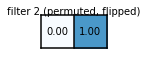 filter 2 (permuted, flipped)
0.00 1.00